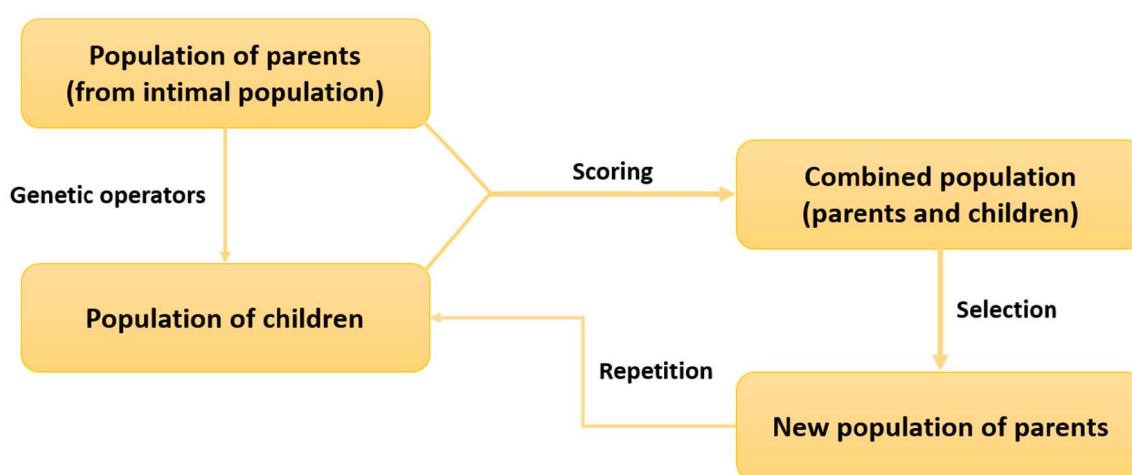 Population of parents
(from intimal population)
Genetic operators
Scoring
Combined population
(parents and children)
Population of children
Selection
Repetition
New population of parents